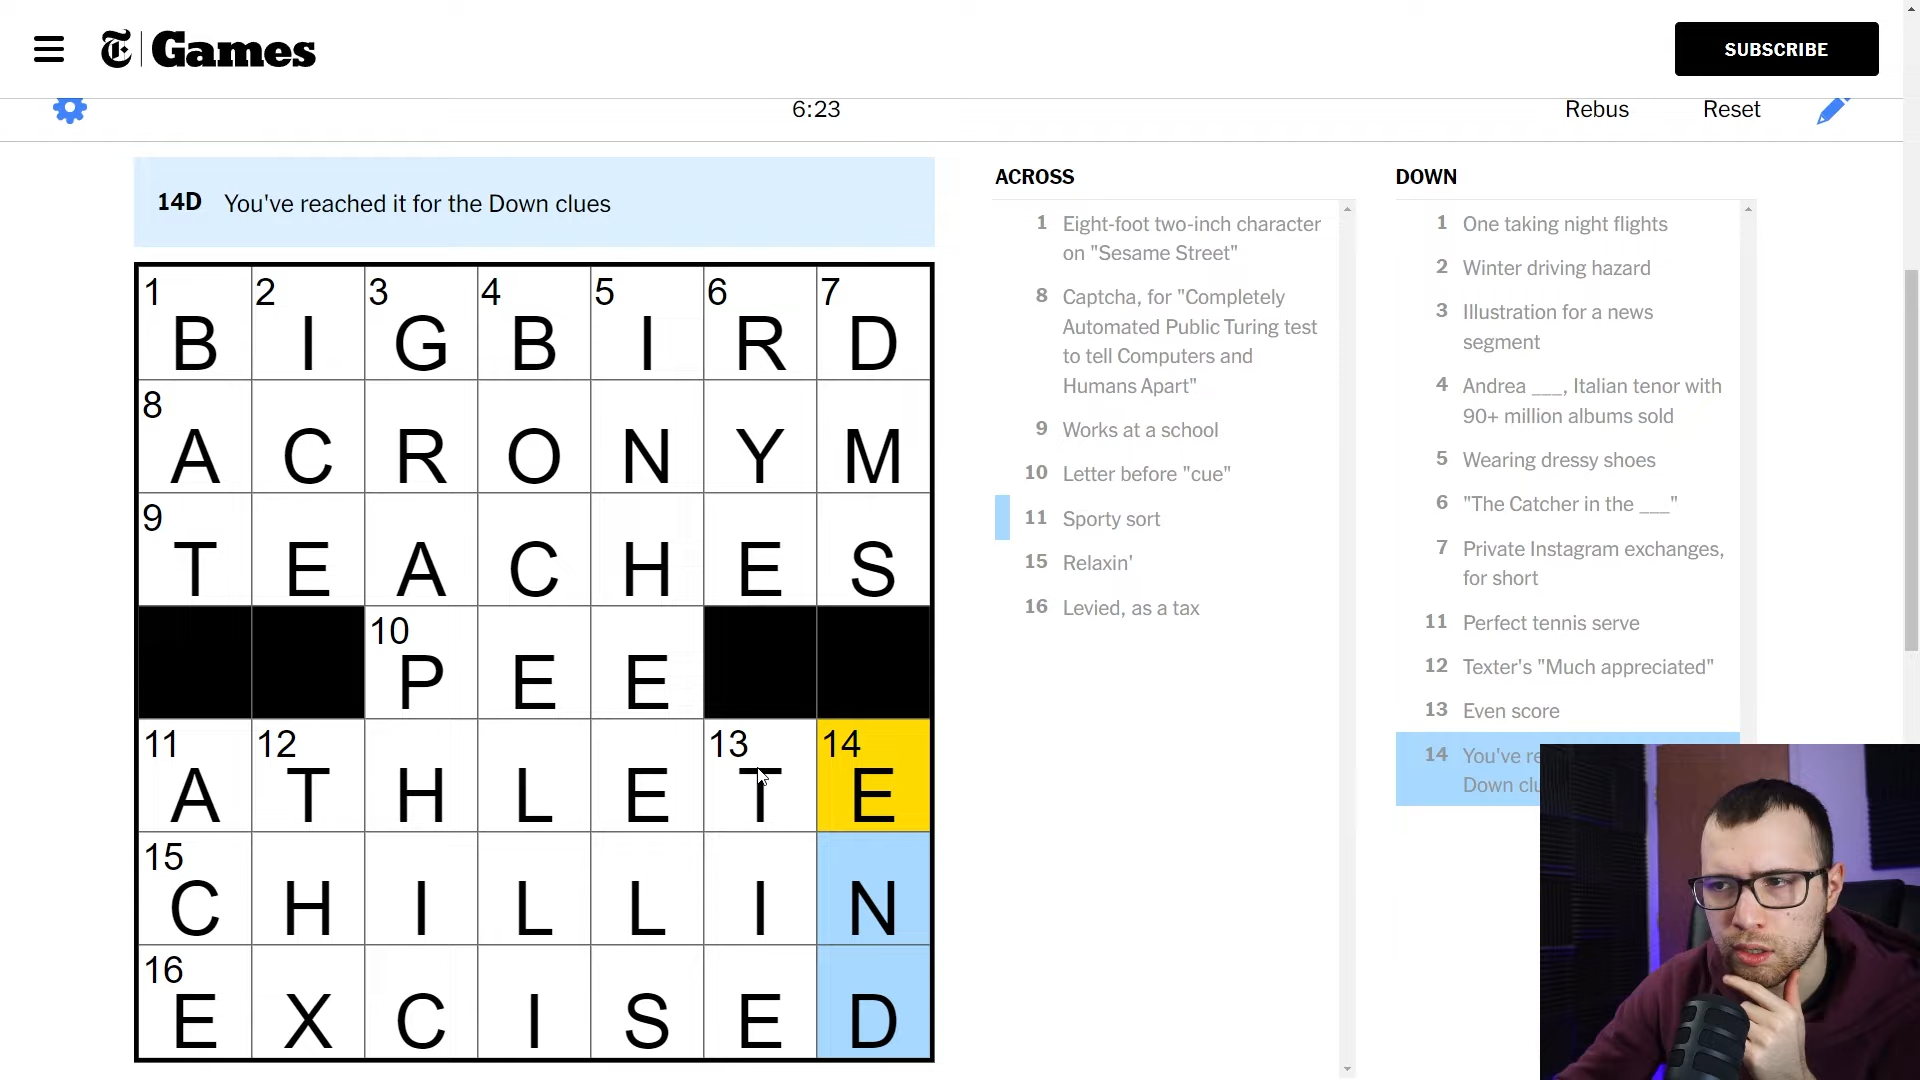 Games
SUBSCRIBE
6:23
Rebus
Reset
14D You've reached it for the Down clues
1 2 3 4 5 6 7
B I G B I R D
8
A C R O N Y M
9
T E A C H E S
10
P E E
11 12 13 14
A T H L E T E
15
C H I L L I N
16
E X C I S E D
ACROSS
1 Eight-foot two-inch character
on "Sesame Street"
8 Captcha, for "Completely
Automated Public Turing test
to tell Computers and
Humans Apart"
9 Works at a school
10 Letter before "cue"
11 Sporty sort
15 Relaxin'
16 Levied, as a tax
DOWN
1 One taking night flights
2 Winter driving hazard
3 Illustration for a news
segment
4 Andrea ___, Italian tenor with
90+ million albums sold
5 Wearing dressy shoes
6 "The Catcher in the ___"
7 Private Instagram exchanges,
for short
11 Perfect tennis serve
12 Texter's "Much appreciated"
13 Even score
14 You've re
Down clu